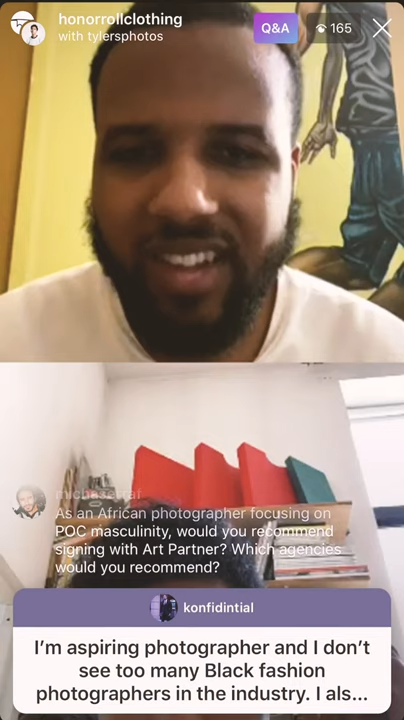 honorrollclothing
with tylersphotos
Q&A
165
As an African photographer focusing on
POC masculinity, would you recommend
signing with Art Partner? Which agencies
would you recommend?
konfidintial
I'm aspiring photographer and I don't
see too many Black fashion
photographers in the industry. I als...